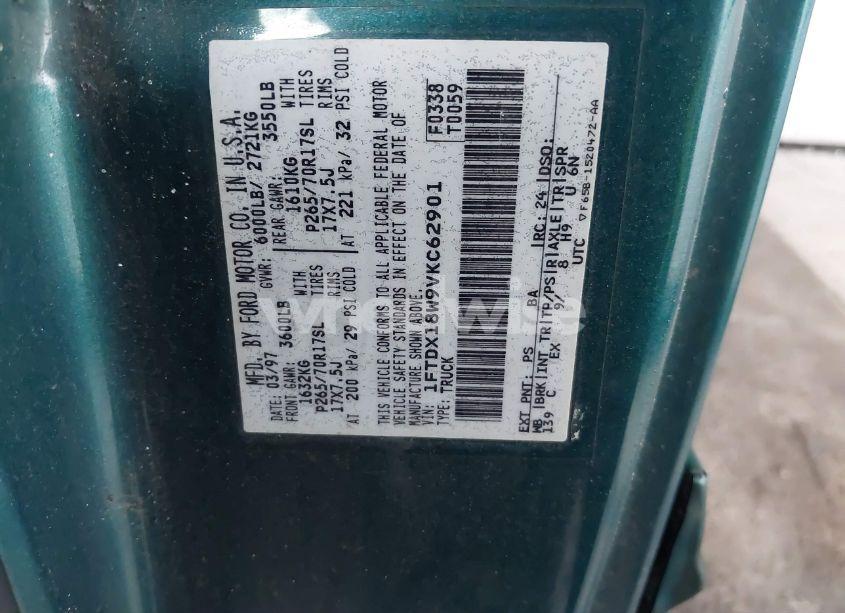 MFD. BY FORD MOTOR CO. IN U.S.A.
DATE: 03/97 GVWR: 6000LB/ 2721KG
FRONT GAWR: 3600LB REAR GAWR: 3550LB
1632KG WITH 1610KG WITH
P265/70R17SL TIRES P265/70R17SL TIRES
17X7.5J RIMS 17X7.5J RIMS
AT 200 kPa/ 29 PSI COLD AT 221 kPa/ 32 PSI COLD
THIS VEHICLE CONFORMS TO ALL APPLICABLE FEDERAL MOTOR
VEHICLE SAFETY STANDARDS IN EFFECT ON THE DATE OF
MANUFACTURE SHOWN ABOVE.
VIN: 1FTDX18W9VKC62901
TYPE: TRUCK
F0338
T0059
EXT PNT: PS BA RC: 24 DSO:
WB BRK INT TR TP/PS R AXLE TR SPR
139 C EX 9/ 8 H9 U 6N
UTC
▽ F65B-1520472-AA